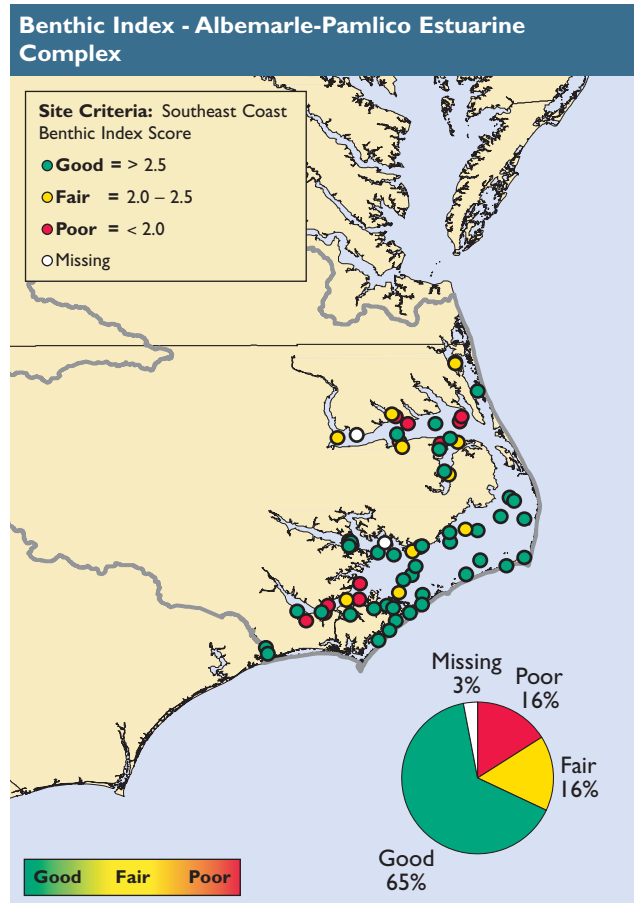 Benthic Index - Albemarle-Pamlico Estuarine
Complex
Site Criteria: Southeast Coast
Benthic Index Score
Good = > 2.5
Fair = 2.0 – 2.5
Poor = < 2.0
Missing
Missing
3%
Poor
16%
Fair
16%
Good
65%
Good Fair Poor